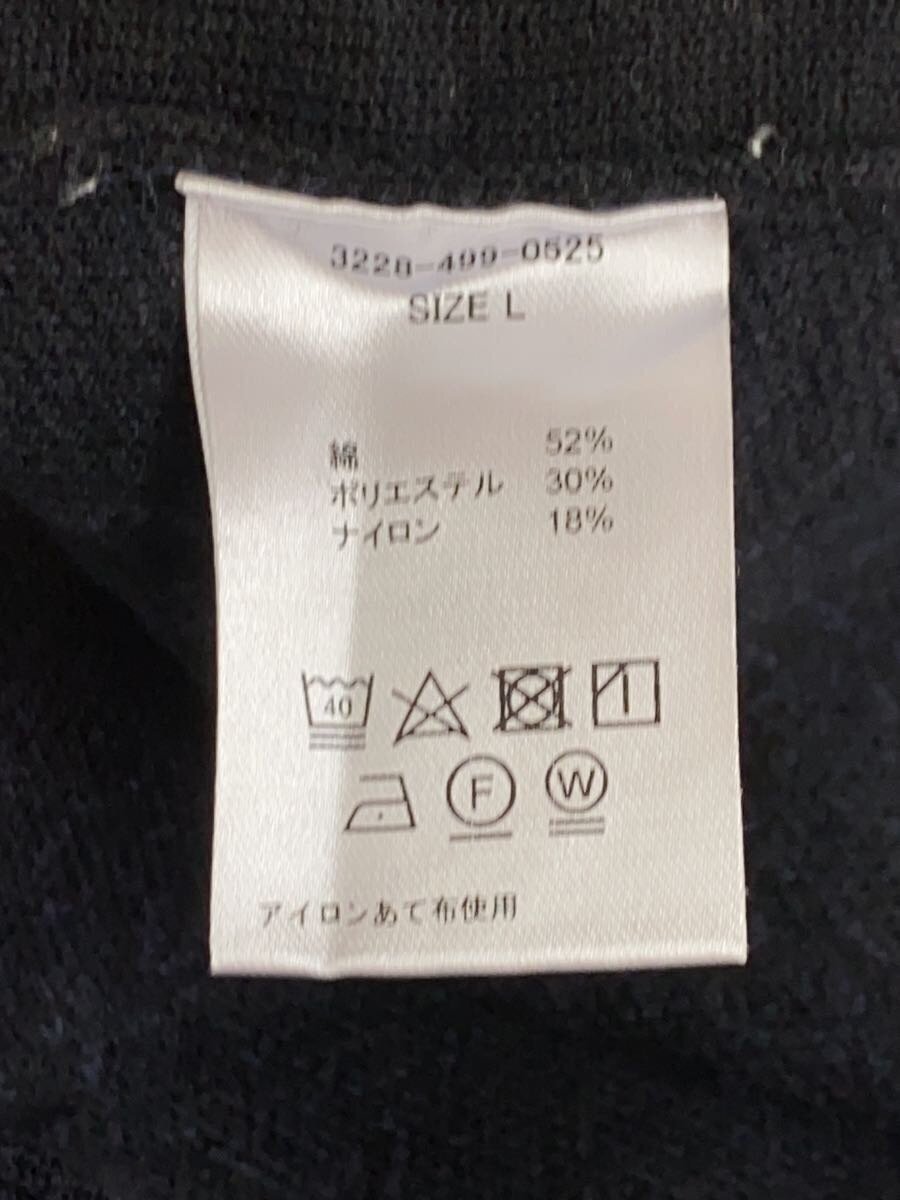 3228-499-0525
SIZE L
綿 52%
ポリエステル 30%
ナイロン 18%
40
F W
アイロンあて布使用